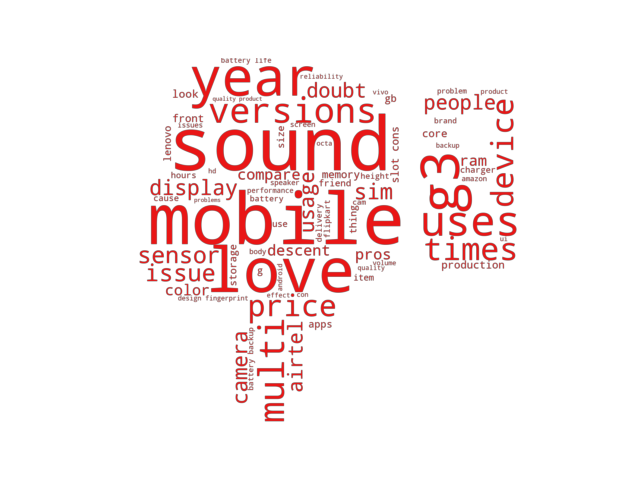 battery life
year
reliability
look
doubt
vivo
quality product
gb
problem
product
people
versions
front
issues
brand
screen
size
lenovo
sound
octa
slot cons
core
backup
device
hd
hours
compare
memory
height
speaker
friend
g3
ram
charger
amazon
display
performance
usage
sim
cause
problems
battery
thing
cam
delivery
flipkart
mobile
use
uses
ui
times
sensor
storage
body
descent
pros
production
issue
g
android
love
volume
quality
item
color
design fingerprint
effect
con
price
apps
camera
battery backup
multi
airtel